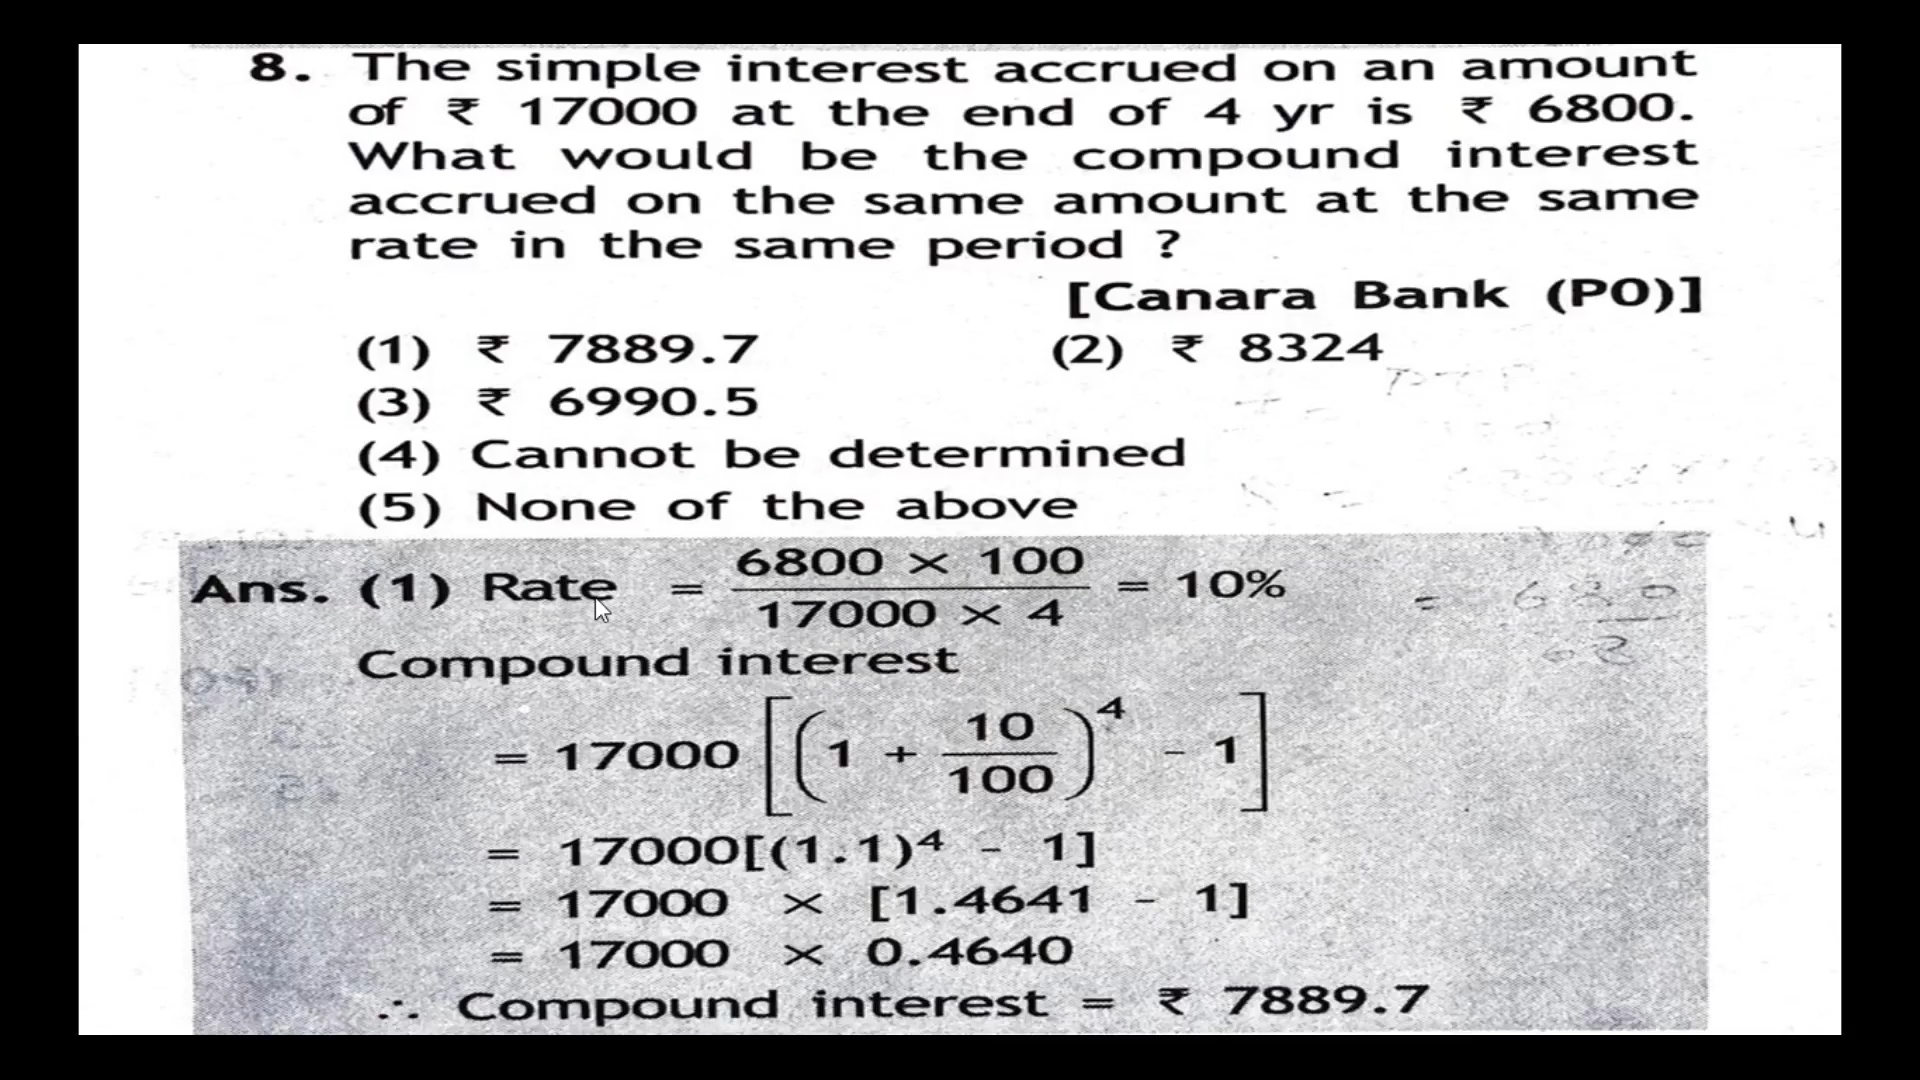 8. The simple interest accrued on an amount
of ₹ 17000 at the end of 4 yr is ₹ 6800.
What would be the compound interest
accrued on the same amount at the same
rate in the same period ?
[Canara Bank (PO)]
(1) ₹ 7889.7 (2) ₹ 8324
(3) ₹ 6990.5
(4) Cannot be determined
(5) None of the above
Ans. (1) Rate = 6800 × 100 / 17000 × 4 = 10%
Compound interest
= 17000 [(1 + 10/100)⁴ - 1]
= 17000[(1.1)⁴ - 1]
= 17000 × [1.4641 - 1]
= 17000 × 0.4640
∴ Compound interest = ₹ 7889.7